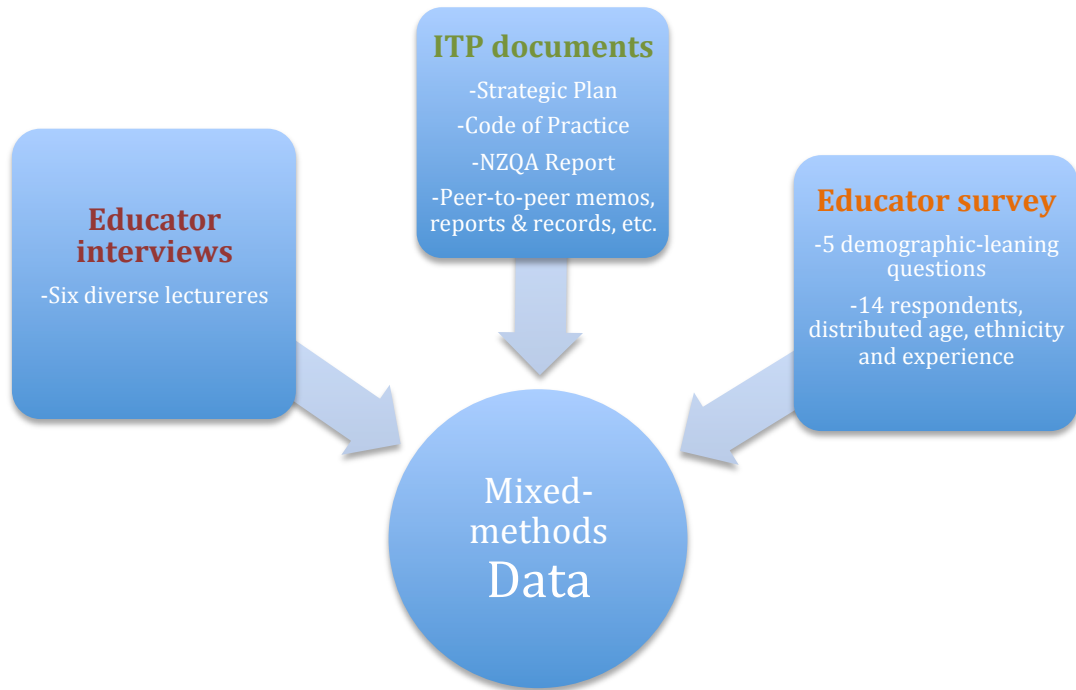 ITP documents
-Strategic Plan
-Code of Practice
-NZQA Report
-Peer-to-peer memos,
reports & records, etc.
Educator
interviews
-Six diverse lectureres
Educator survey
-5 demographic-leaning
questions
-14 respondents,
distributed age, ethnicity
and experience
Mixed-
methods
Data